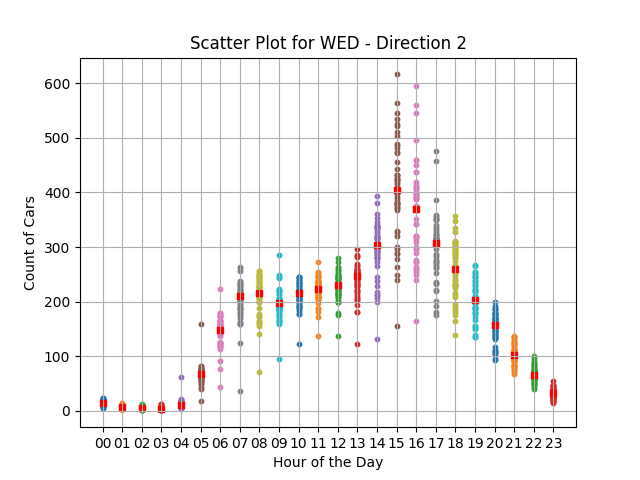 Scatter Plot for WED - Direction 2
Count of Cars
600
500
400
300
200
100
0
00 01 02 03 04 05 06 07 08 09 10 11 12 13 14 15 16 17 18 19 20 21 22 23
Hour of the Day